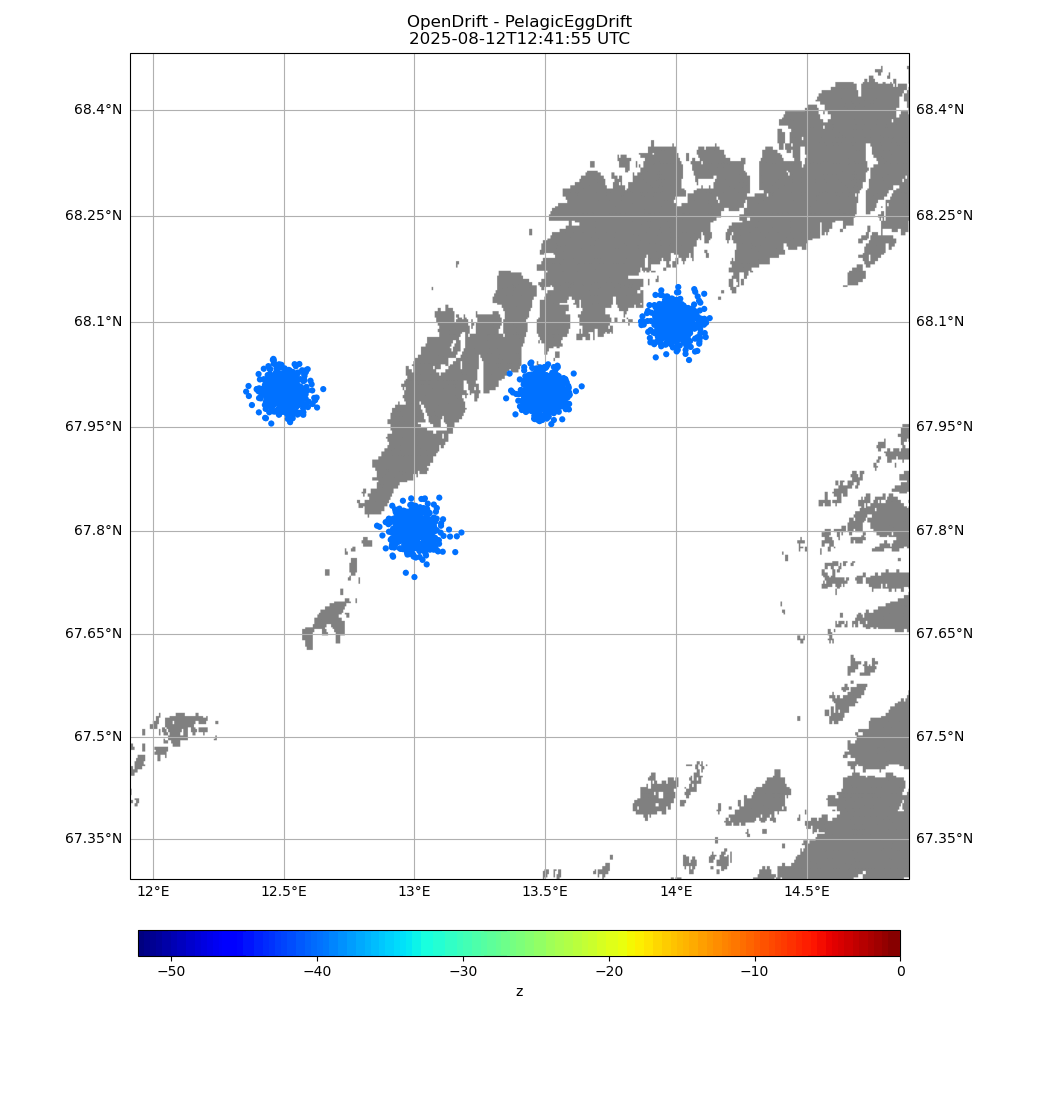 OpenDrift - PelagicEggDrift
2025-08-12T12:41:55 UTC
68.4°N 68.4°N
68.25°N 68.25°N
68.1°N 68.1°N
67.95°N 67.95°N
67.8°N 67.8°N
67.65°N 67.65°N
67.5°N 67.5°N
67.35°N 67.35°N
12°E 12.5°E 13°E 13.5°E 14°E 14.5°E
−50 −40 −30 −20 −10 0
z